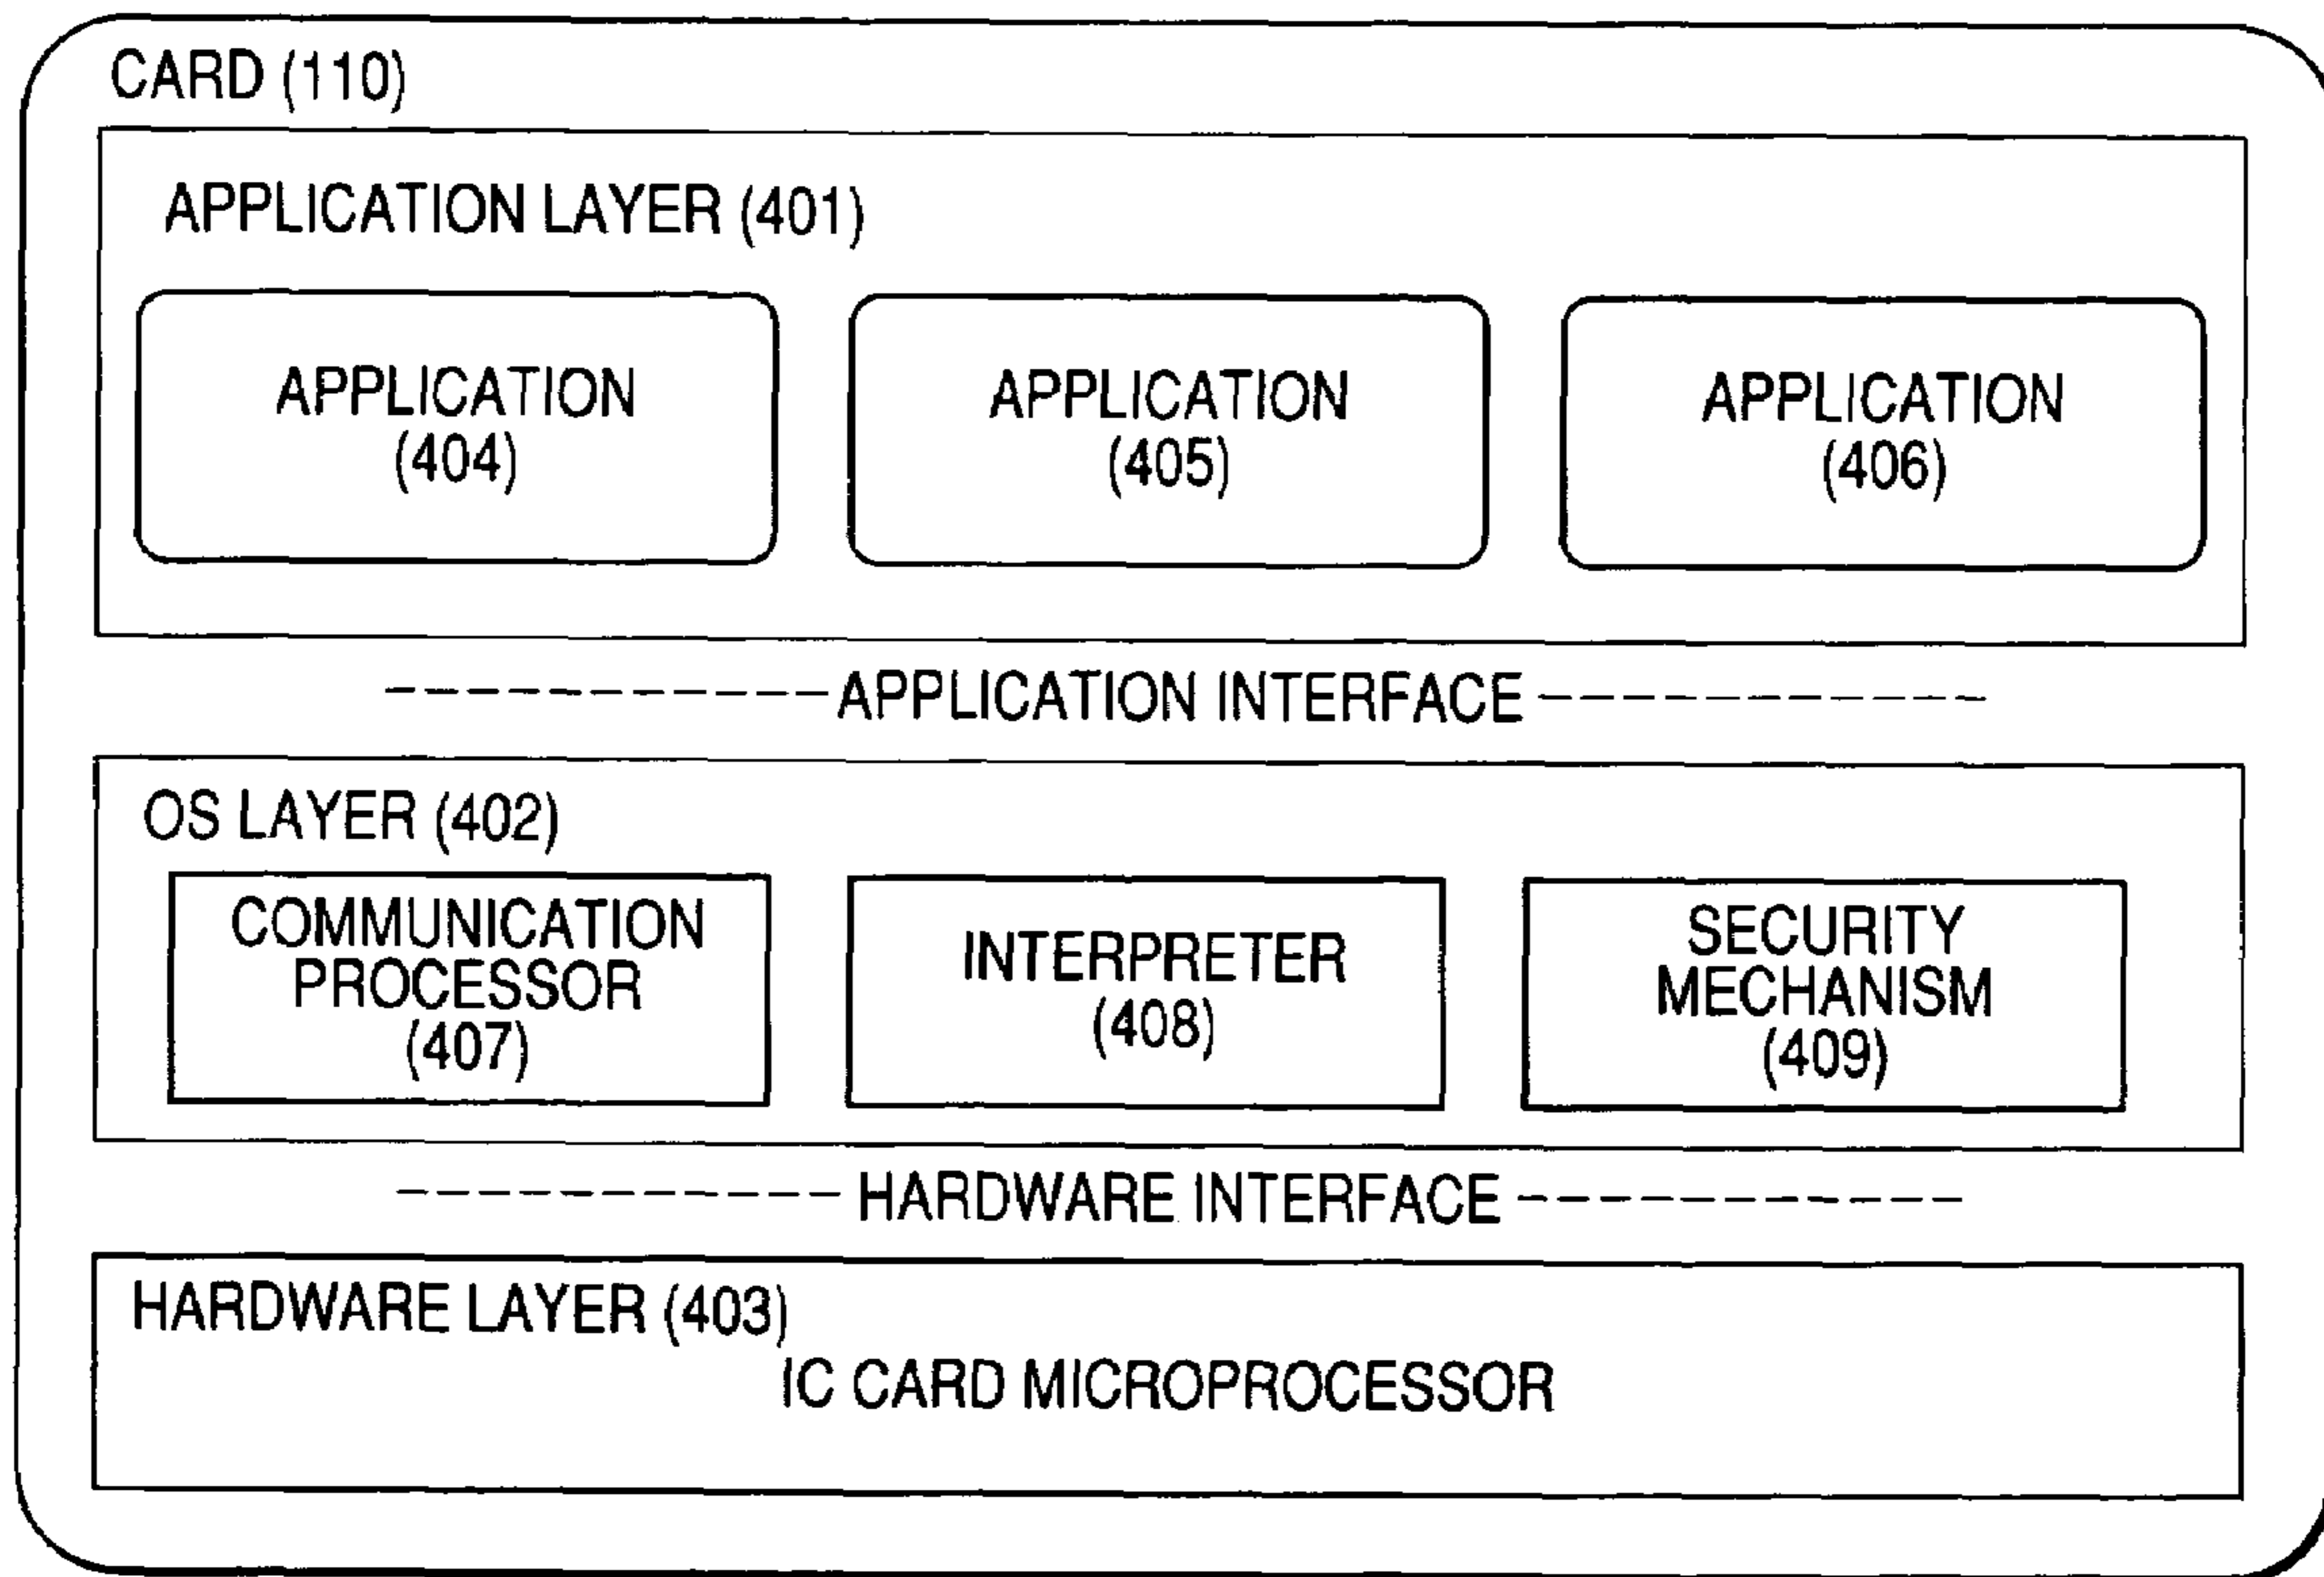 CARD (110)
APPLICATION LAYER (401)
APPLICATION
(404)
APPLICATION
(405)
APPLICATION
(406)
APPLICATION INTERFACE
OS LAYER (402)
COMMUNICATION
PROCESSOR
(407)
INTERPRETER
(408)
SECURITY
MECHANISM
(409)
HARDWARE INTERFACE
HARDWARE LAYER (403)
IC CARD MICROPROCESSOR